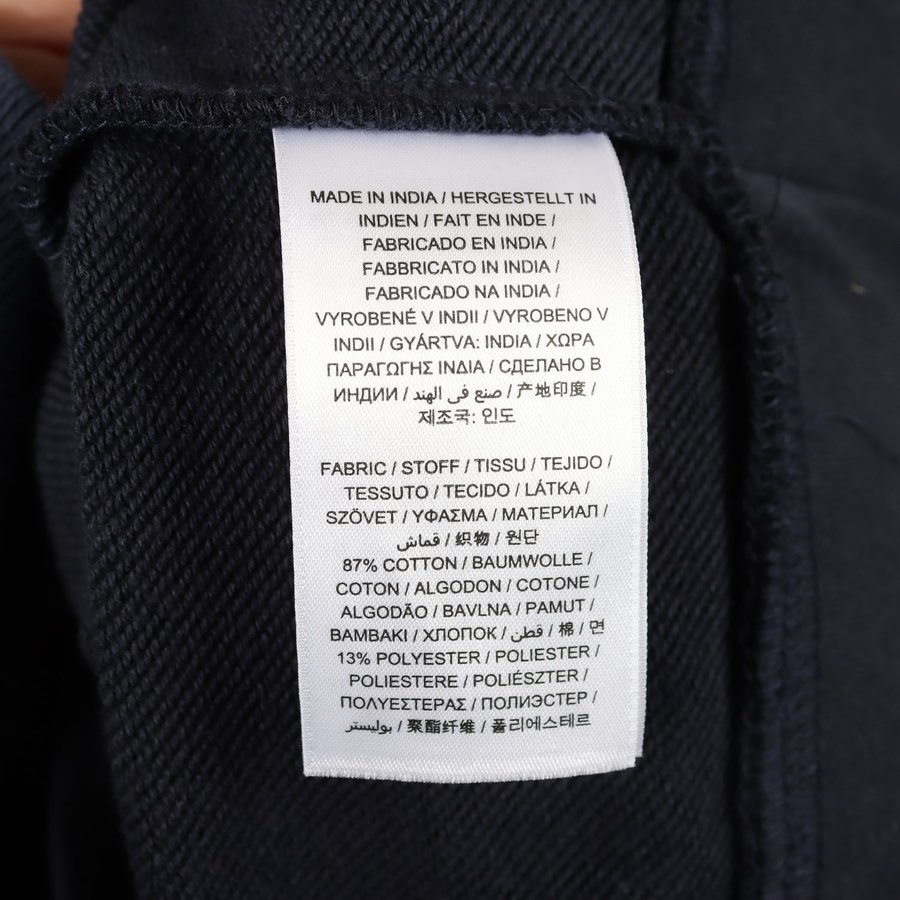 MADE IN INDIA / HERGESTELLT IN
INDIEN / FAIT EN INDE /
FABRICADO EN INDIA /
FABBRICATO IN INDIA /
FABRICADO NA INDIA /
VYROBENÉ V INDII / VYROBENO V
INDII / GYÁRTVA: INDIA / ΧΩΡΑ
ΠΑΡΑΓΩΓΗΣ ΙΝΔΙΑ / СДЕЛАНО В
ИНДИИ / صنع في الهند / 产地印度 /
제조국: 인도
FABRIC / STOFF / TISSU / TEJIDO /
TESSUTO / TECIDO / LÁTKA /
SZÖVET / ΥΦΑΣΜΑ / МАТЕРИАЛ /
قماش / 织物 / 원단
87% COTTON / BAUMWOLLE /
COTON / ALGODON / COTONE /
ALGODÃO / BAVLNA / PAMUT /
ΒΑΜΒΑΚΙ / ХЛОПОК / قطن / 棉 / 면
13% POLYESTER / POLIESTER /
POLIESTERE / POLIÉSZTER /
ΠΟΛΥΕΣΤΕΡΑΣ / ПОЛИЭСТЕР /
بوليستر / 聚酯纤维 / 폴리에스테르